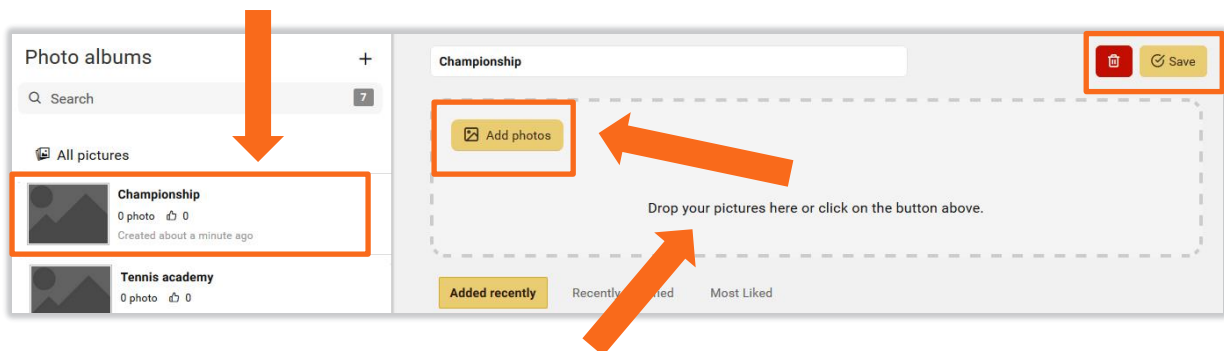 Photo albums
+
Search
7
All pictures
Championship
0 photo 0
Created about a minute ago
Tennis academy
0 photo 0
Championship
Save
Add photos
Drop your pictures here or click on the button above.
Added recently
Recently
Most Liked